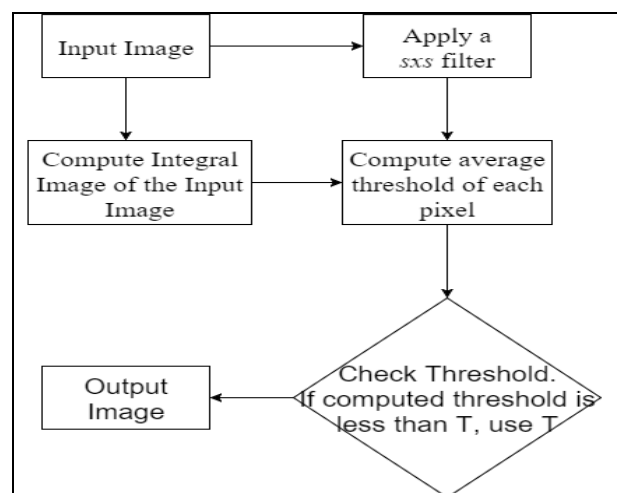 Input Image
Apply a
sxs filter
Compute Integral
Image of the Input
Image
Compute average
threshold of each
pixel
Check Threshold.
If computed threshold is
less than T, use T
Output
Image